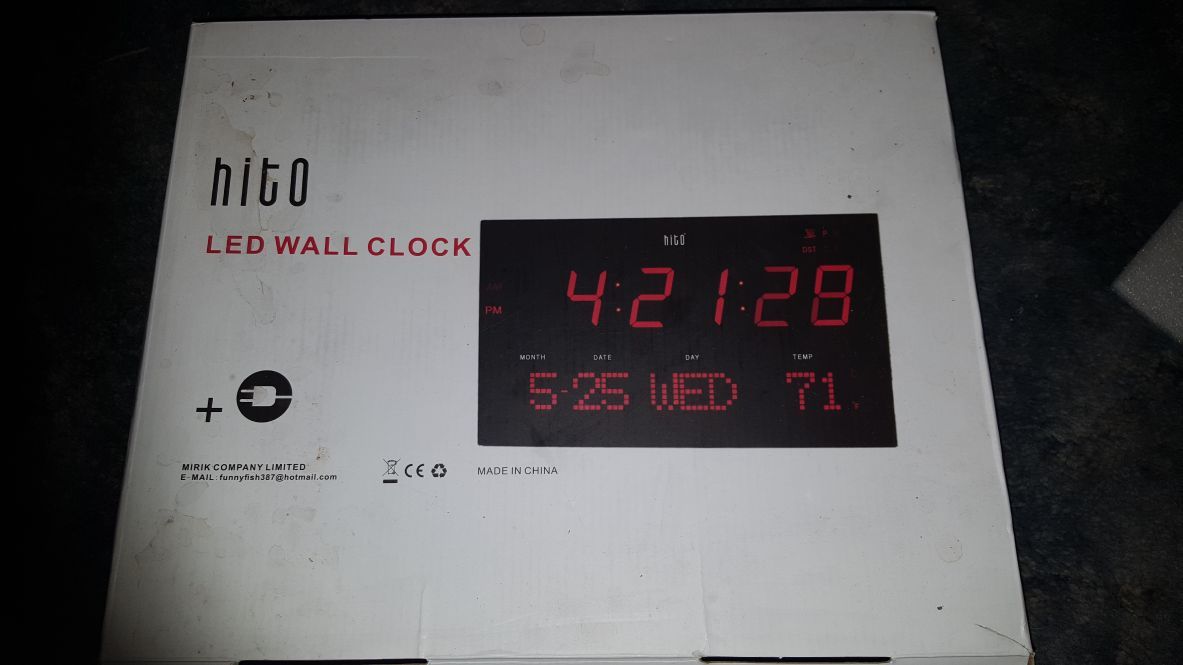 hito
LED WALL CLOCK
hito
P
DST
AM
PM
4:21:28
MONTH DATE DAY TEMP
5-25 WED 71 °F
+
MIRIK COMPANY LIMITED
E-MAIL:funnyfish387@hotmail.com
CE
MADE IN CHINA